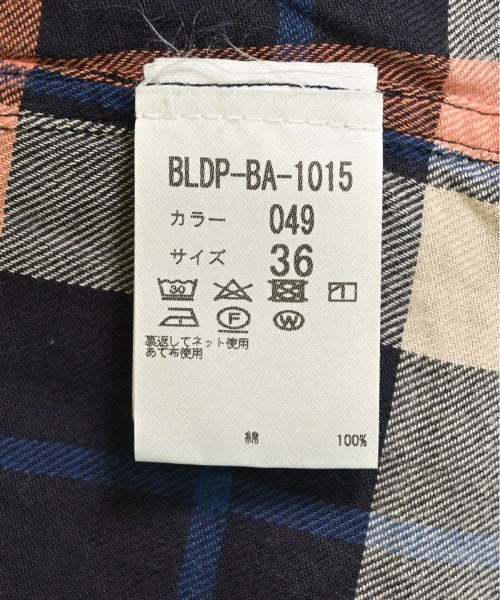 BLDP-BA-1015
カラー 049
サイズ 36
30
F W
裏返してネット使用
あて布使用
綿 100%